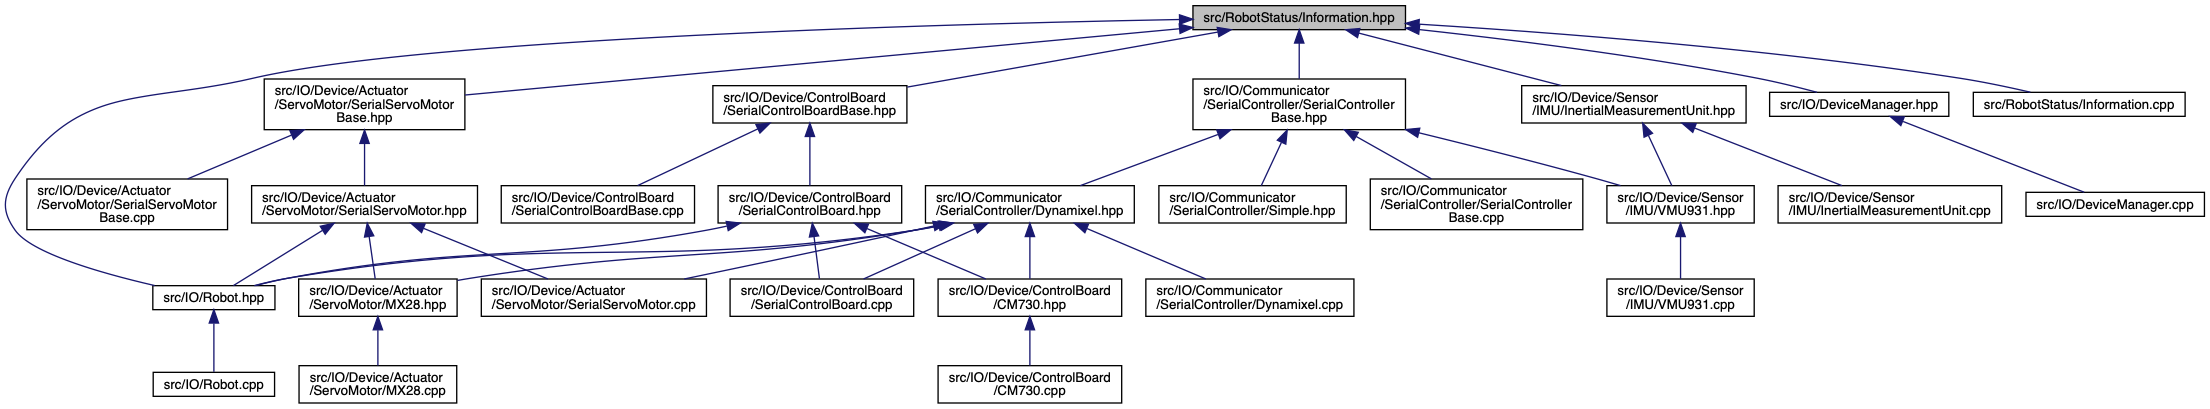 src/RobotStatus/Information.hpp
src/IO/Device/Actuator
/ServoMotor/SerialServoMotor
Base.hpp
src/IO/Device/ControlBoard
/SerialControlBoardBase.hpp
src/IO/Communicator
/SerialController/SerialController
Base.hpp
src/IO/Device/Sensor
/IMU/InertialMeasurementUnit.hpp
src/IO/DeviceManager.hpp
src/RobotStatus/Information.cpp
src/IO/Device/Actuator
/ServoMotor/SerialServoMotor
Base.cpp
src/IO/Device/Actuator
/ServoMotor/SerialServoMotor.hpp
src/IO/Device/ControlBoard
/SerialControlBoardBase.cpp
src/IO/Device/ControlBoard
/SerialControlBoard.hpp
src/IO/Communicator
/SerialController/Dynamixel.hpp
src/IO/Communicator
/SerialController/Simple.hpp
src/IO/Communicator
/SerialController/SerialController
Base.cpp
src/IO/Device/Sensor
/IMU/VMU931.hpp
src/IO/Device/Sensor
/IMU/InertialMeasurementUnit.cpp
src/IO/DeviceManager.cpp
src/IO/Robot.hpp
src/IO/Device/Actuator
/ServoMotor/MX28.hpp
src/IO/Device/Actuator
/ServoMotor/SerialServoMotor.cpp
src/IO/Device/ControlBoard
/SerialControlBoard.cpp
src/IO/Device/ControlBoard
/CM730.hpp
src/IO/Communicator
/SerialController/Dynamixel.cpp
src/IO/Device/Sensor
/IMU/VMU931.cpp
src/IO/Robot.cpp
src/IO/Device/Actuator
/ServoMotor/MX28.cpp
src/IO/Device/ControlBoard
/CM730.cpp